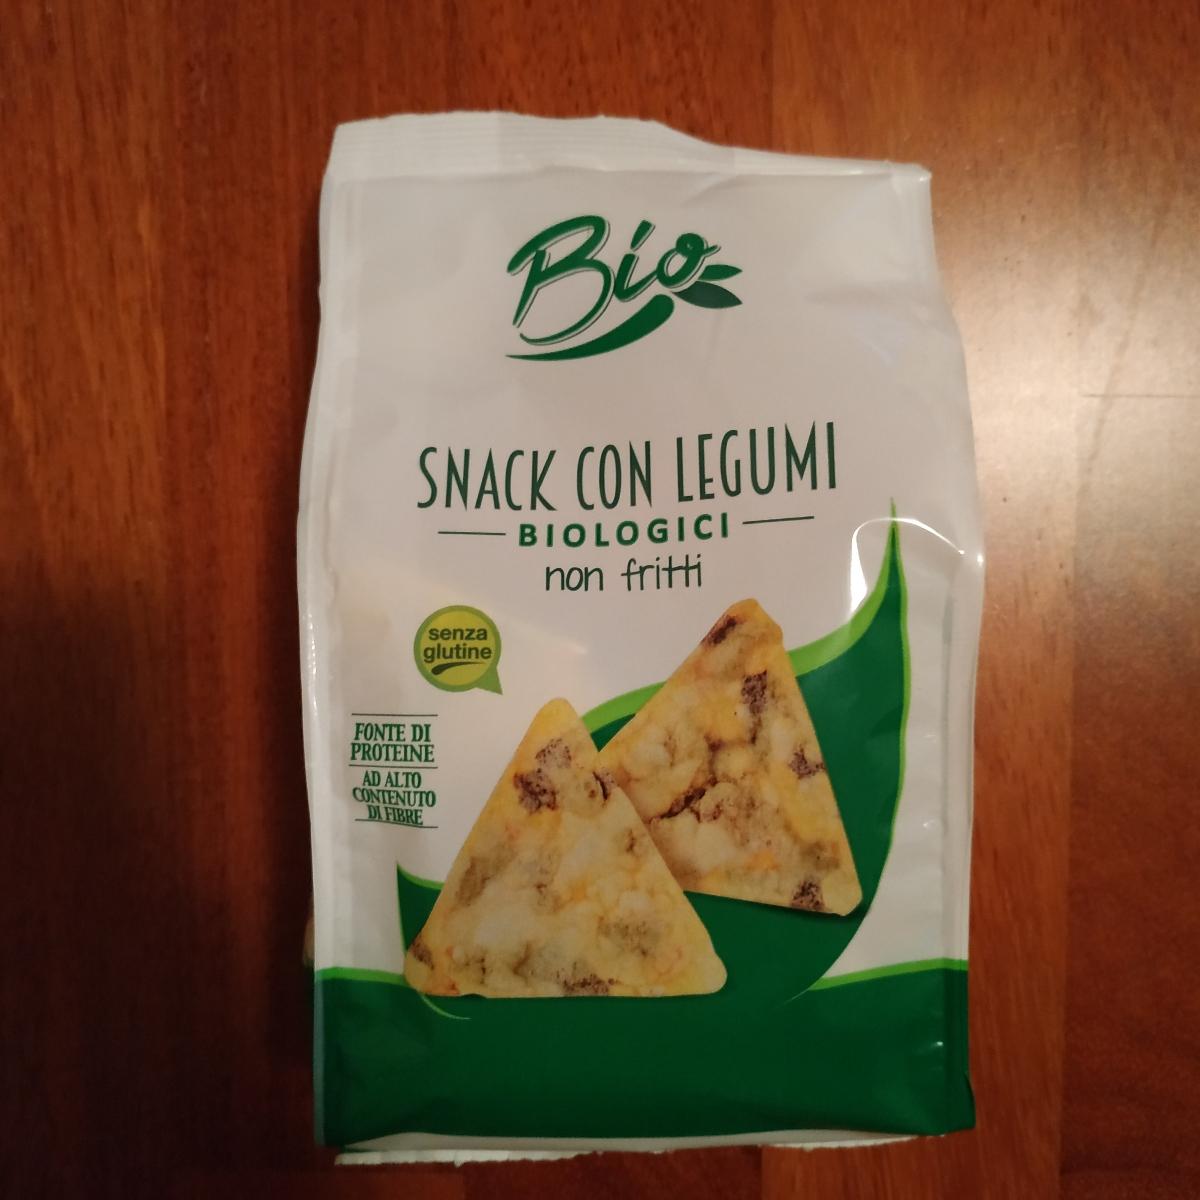 Bio
SNACK CON LEGUMI
BIOLOGICI
non fritti
senza
glutine
FONTE DI
PROTEINE
AD ALTO
CONTENUTO
DI FIBRE